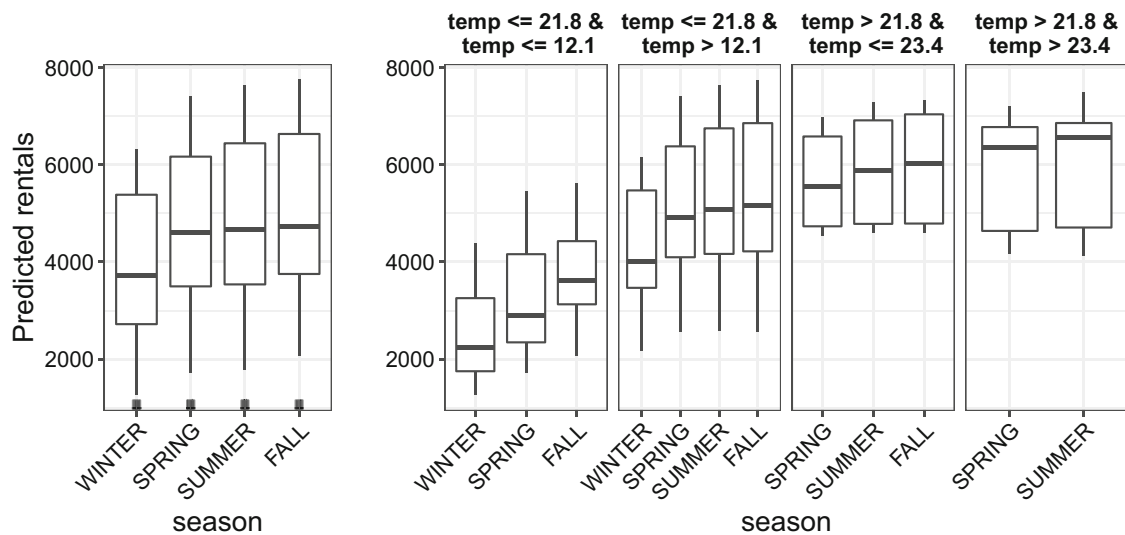 temp <= 21.8 &
temp <= 12.1
temp <= 21.8 &
temp > 12.1
temp > 21.8 &
temp <= 23.4
temp > 21.8 &
temp > 23.4
Predicted rentals
8000
6000
4000
2000
WINTER
SPRING
SUMMER
FALL
season
8000
6000
4000
2000
WINTER
SPRING
FALL
WINTER
SPRING
SUMMER
FALL
SPRING
SUMMER
FALL
SPRING
SUMMER
season